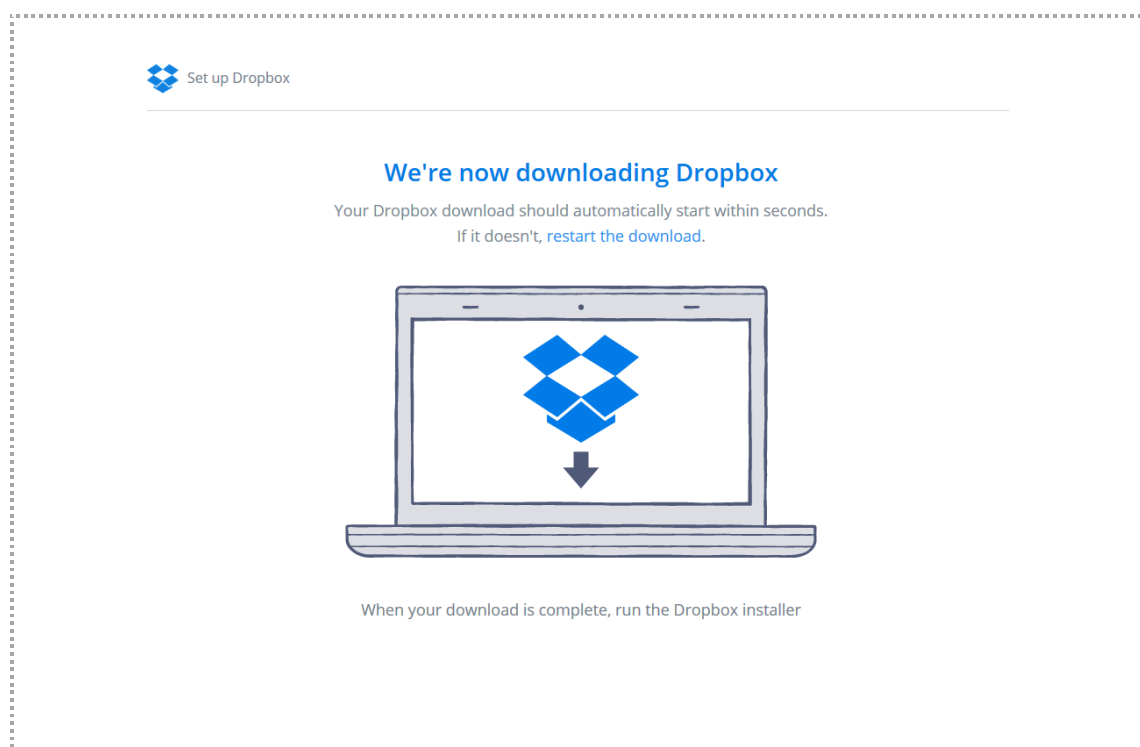 Set up Dropbox
We're now downloading Dropbox
Your Dropbox download should automatically start within seconds.
If it doesn't, restart the download.
When your download is complete, run the Dropbox installer